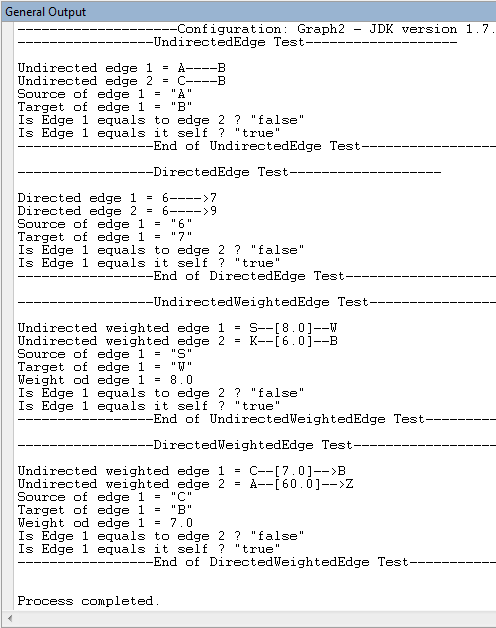 General Output
--------------------Configuration: Graph2 - JDK version 1.7.
-----------------UndirectedEdge Test-------------------
Undirected edge 1 = A----B
Undirected edge 2 = C----B
Source of edge 1 = "A"
Target of edge 1 = "B"
Is Edge 1 equals to edge 2 ? "false"
Is Edge 1 equals it self ? "true"
-----------------End of UndirectedEdge Test-----------------
-----------------DirectedEdge Test-------------------
Directed edge 1 = 6---->7
Directed edge 2 = 6---->9
Source of edge 1 = "6"
Target of edge 1 = "7"
Is Edge 1 equals to edge 2 ? "false"
Is Edge 1 equals it self ? "true"
-----------------End of DirectedEdge Test-------------------
-----------------UndirectedWeightedEdge Test----------------
Undirected weighted edge 1 = S--[8.0]--W
Undirected weighted edge 2 = K--[6.0]--B
Source of edge 1 = "S"
Target of edge 1 = "W"
Weight od edge 1 = 8.0
Is Edge 1 equals to edge 2 ? "false"
Is Edge 1 equals it self ? "true"
-----------------End of UndirectedWeightedEdge Test---------
-----------------DirectedWeightedEdge Test------------------
Undirected weighted edge 1 = C--[7.0]-->B
Undirected weighted edge 2 = A--[60.0]-->Z
Source of edge 1 = "C"
Target of edge 1 = "B"
Weight od edge 1 = 7.0
Is Edge 1 equals to edge 2 ? "false"
Is Edge 1 equals it self ? "true"
-----------------End of DirectedWeightedEdge Test-----------
Process completed.